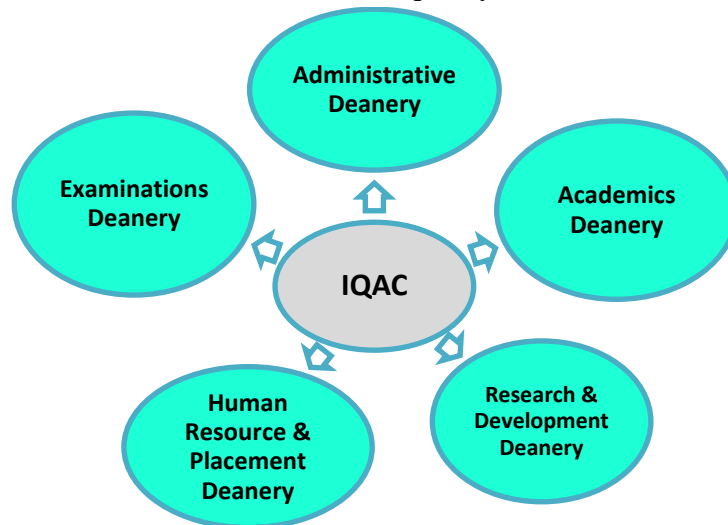 Administrative
Deanery
Examinations
Deanery
Academics
Deanery
IQAC
Human
Resource &
Placement
Deanery
Research &
Development
Deanery